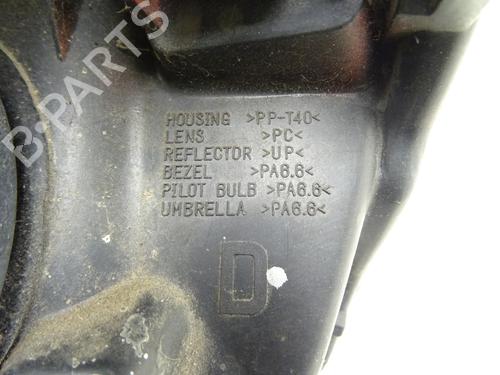 B-PARTS
HOUSING >PP-T40<
LENS >PC<
REFLECTOR >UP<
BEZEL >PA6.6<
PILOT BULB >PA6.6<
UMBRELLA >PA6.6<
D